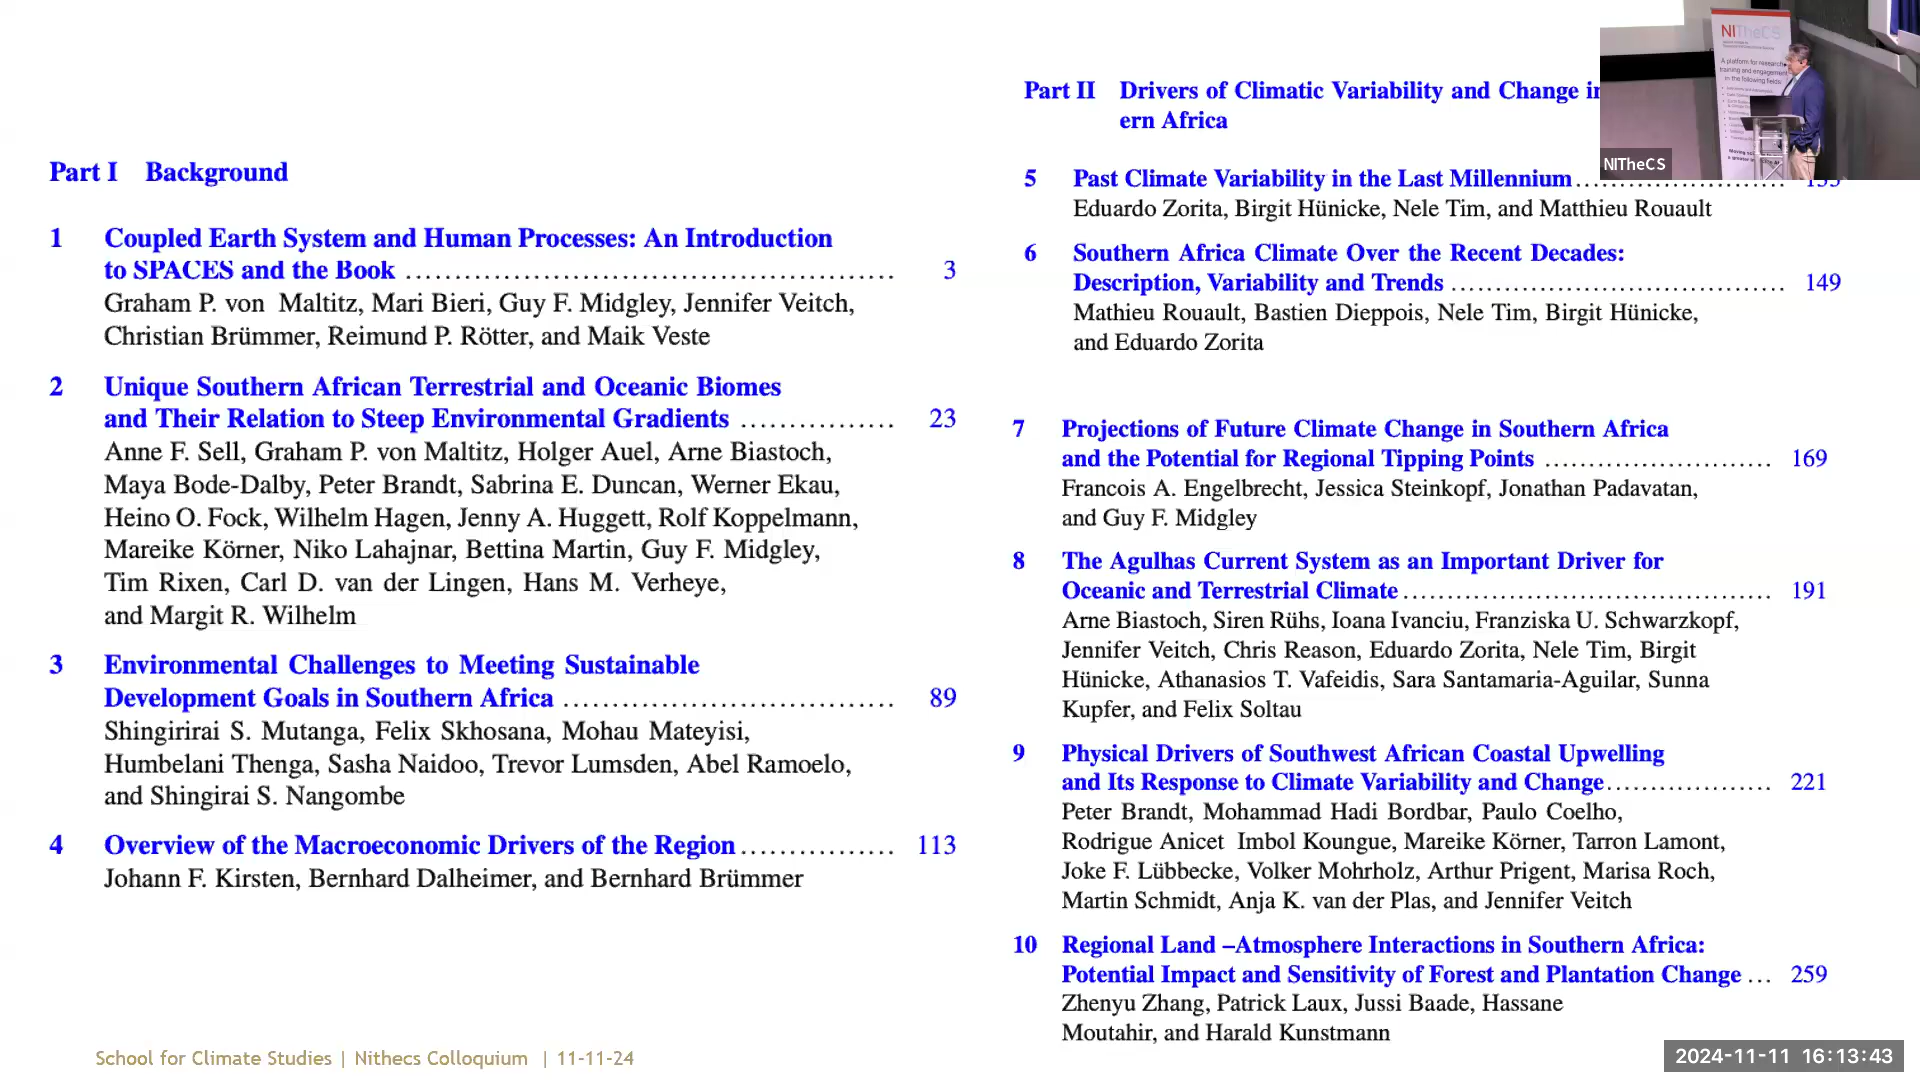 Part I Background
1 Coupled Earth System and Human Processes: An Introduction
to SPACES and the Book ................................................ 3
Graham P. von Maltitz, Mari Bieri, Guy F. Midgley, Jennifer Veitch,
Christian Brümmer, Reimund P. Rötter, and Maik Veste
2 Unique Southern African Terrestrial and Oceanic Biomes
and Their Relation to Steep Environmental Gradients ............... 23
Anne F. Sell, Graham P. von Maltitz, Holger Auel, Arne Biastoch,
Maya Bode-Dalby, Peter Brandt, Sabrina E. Duncan, Werner Ekau,
Heino O. Fock, Wilhelm Hagen, Jenny A. Huggett, Rolf Koppelmann,
Mareike Körner, Niko Lahajnar, Bettina Martin, Guy F. Midgley,
Tim Rixen, Carl D. van der Lingen, Hans M. Verheye,
and Margit R. Wilhelm
3 Environmental Challenges to Meeting Sustainable
Development Goals in Southern Africa ................................. 89
Shingirirai S. Mutanga, Felix Skhosana, Mohau Mateyisi,
Humbelani Thenga, Sasha Naidoo, Trevor Lumsden, Abel Ramoelo,
and Shingirai S. Nangombe
4 Overview of the Macroeconomic Drivers of the Region ................ 113
Johann F. Kirsten, Bernhard Dalheimer, and Bernhard Brümmer
Part II Drivers of Climatic Variability and Change
ern Africa
5 Past Climate Variability in the Last Millennium ........................
Eduardo Zorita, Birgit Hünicke, Nele Tim, and Matthieu Rouault
6 Southern Africa Climate Over the Recent Decades:
Description, Variability and Trends ..................................... 149
Mathieu Rouault, Bastien Dieppois, Nele Tim, Birgit Hünicke,
and Eduardo Zorita
7 Projections of Future Climate Change in Southern Africa
and the Potential for Regional Tipping Points .......................... 169
Francois A. Engelbrecht, Jessica Steinkopf, Jonathan Padavatan,
and Guy F. Midgley
8 The Agulhas Current System as an Important Driver for
Oceanic and Terrestrial Climate .......................................... 191
Arne Biastoch, Siren Rühs, Ioana Ivanciu, Franziska U. Schwarzkopf,
Jennifer Veitch, Chris Reason, Eduardo Zorita, Nele Tim, Birgit
Hünicke, Athanasios T. Vafeidis, Sara Santamaria-Aguilar, Sunna
Kupfer, and Felix Soltau
9 Physical Drivers of Southwest African Coastal Upwelling
and Its Response to Climate Variability and Change ................... 221
Peter Brandt, Mohammad Hadi Bordbar, Paulo Coelho,
Rodrigue Anicet Imbol Koungue, Mareike Körner, Tarron Lamont,
Joke F. Lübbecke, Volker Mohrholz, Arthur Prigent, Marisa Roch,
Martin Schmidt, Anja K. van der Plas, and Jennifer Veitch
10 Regional Land –Atmosphere Interactions in Southern Africa:
Potential Impact and Sensitivity of Forest and Plantation Change ... 259
Zhenyu Zhang, Patrick Laux, Jussi Baade, Hassane
Moutahir, and Harald Kunstmann
NITheCS
A platform for research,
training and engagement
in the following fields
NITheCS
School for Climate Studies | Nithecs Colloquium | 11-11-24
2024-11-11 16:13:43